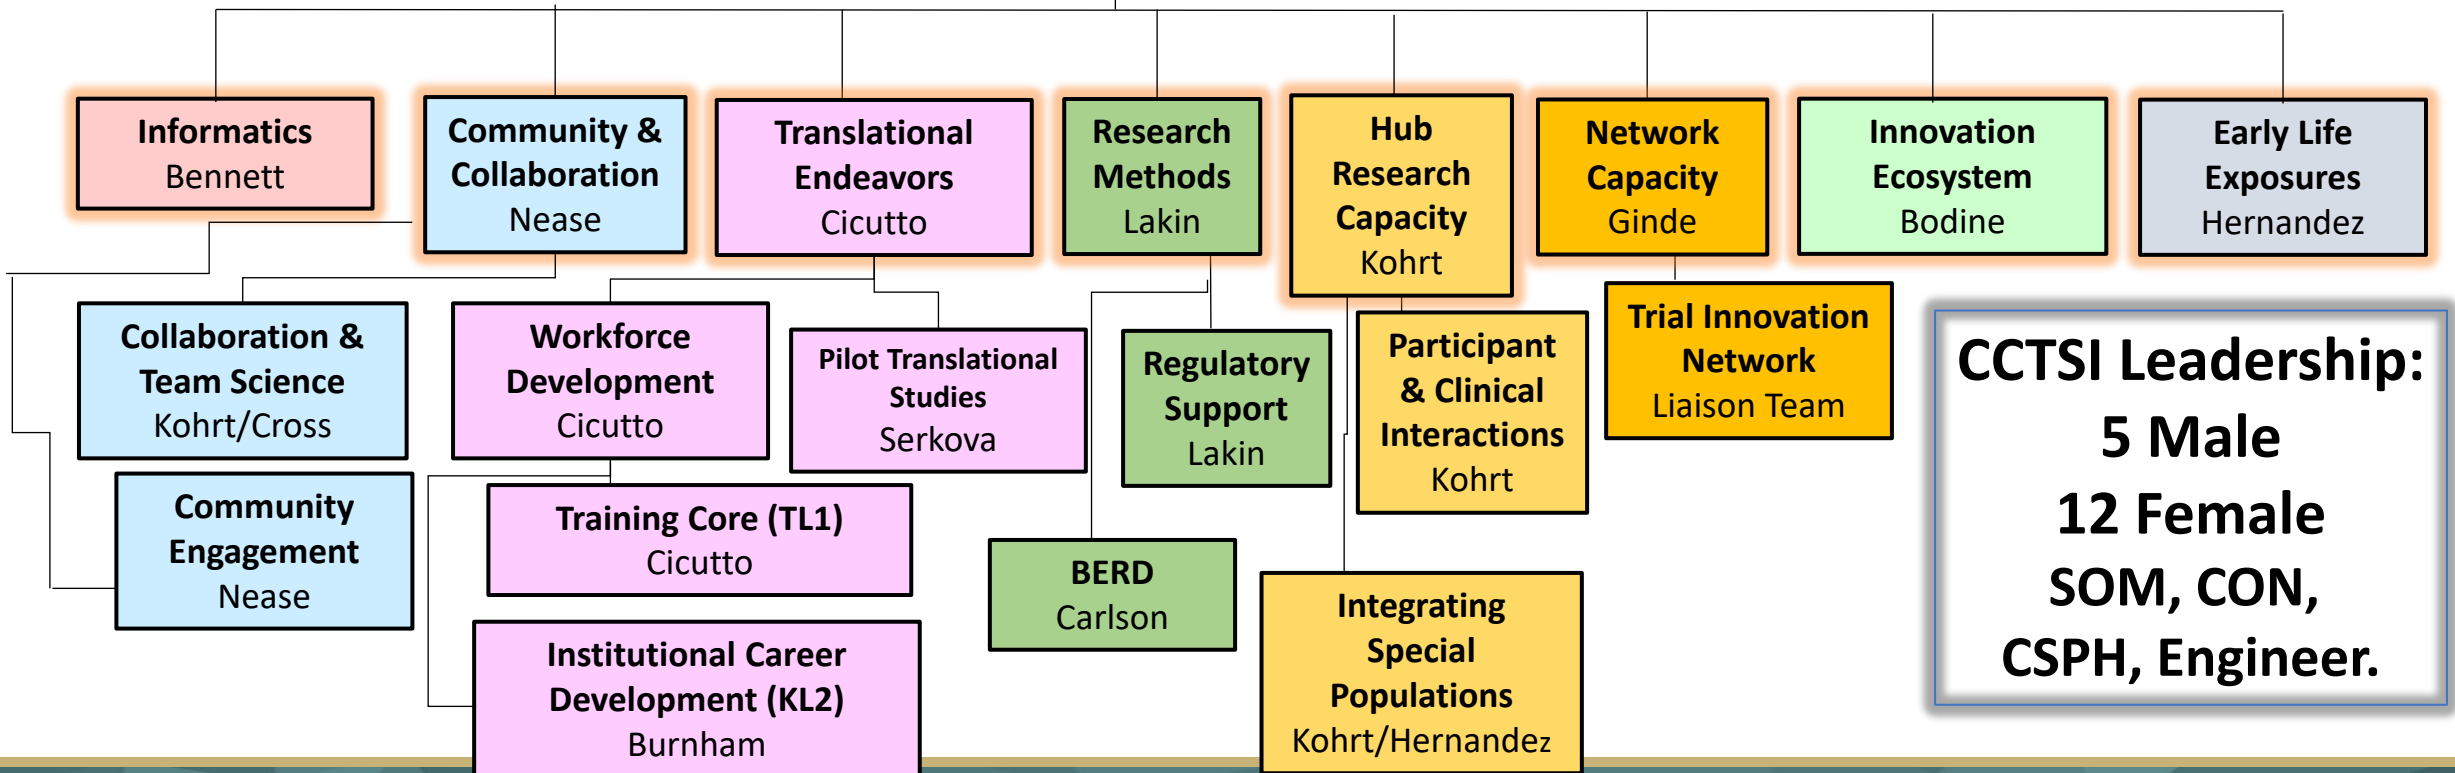 Informatics
Bennett
Community &
Collaboration
Nease
Translational
Endeavors
Cicutto
Research
Methods
Lakin
Hub
Research
Capacity
Kohrt
Network
Capacity
Ginde
Innovation
Ecosystem
Bodine
Early Life
Exposures
Hernandez
Collaboration &
Team Science
Kohrt/Cross
Community
Engagement
Nease
Workforce
Development
Cicutto
Pilot Translational
Studies
Serkova
Training Core (TL1)
Cicutto
Institutional Career
Development (KL2)
Burnham
Regulatory
Support
Lakin
BERD
Carlson
Participant
& Clinical
Interactions
Kohrt
Integrating
Special
Populations
Kohrt/Hernandez
Trial Innovation
Network
Liaison Team
CCTSI Leadership:
5 Male
12 Female
SOM, CON,
CSPH, Engineer.